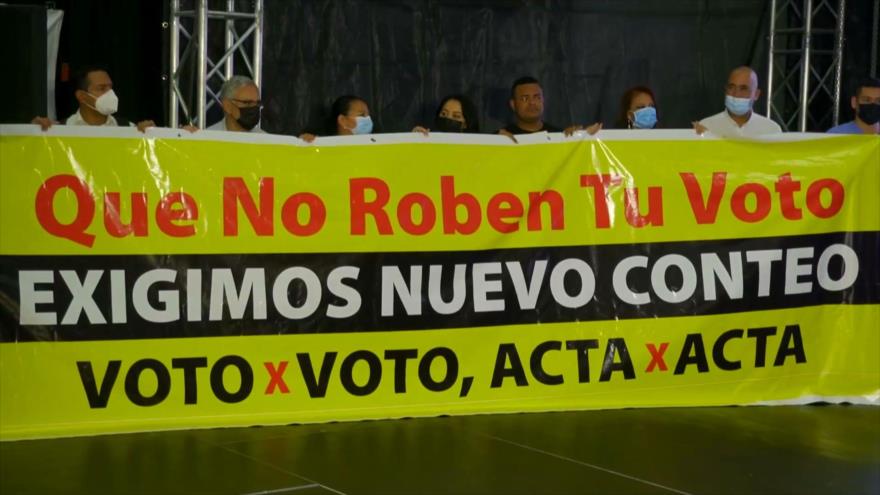 Que No Roben Tu Voto
EXIGIMOS NUEVO CONTEO
VOTO x VOTO, ACTA x ACTA